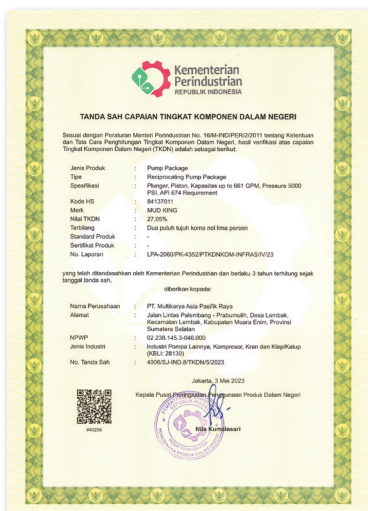 Kementerian
Perindustrian
REPUBLIK INDONESIA
TANDA SAH CAPAIAN TINGKAT KOMPONEN DALAM NEGERI
Sesuai dengan Peraturan Menteri Perindustrian No. 16/M-IND/PER/2/2011 tentang Ketentuan
dan Tata Cara Penghitungan Tingkat Komponen Dalam Negeri, hasil verifikasi atas capaian
Tingkat Komponen Dalam Negeri (TKDN) adalah sebagai berikut:
Jenis Produk : Pump Package
Tipe : Reciprocating Pump Package
Spesifikasi : Plunger, Piston, Kapasitas up to 661 GPM, Pressure 5000
PSI, API 674 Requirement
Kode HS : 84137011
Merk : MUD KING
Nilai TKDN : 27,05%
Terbilang : Dua puluh tujuh koma nol lima persen
Standard Produk : -
Sertifikat Produk : -
No. Laporan : LPA-2060/PK-4352/PTKDNKOM-INFRAS/IV/23
yang telah ditandasahkan oleh Kementerian Perindustrian dan berlaku 3 tahun terhitung sejak
tanggal tanda sah,
diberikan kepada:
Nama Perusahaan : PT. Multikarya Asia Pasifik Raya
Alamat : Jalan Lintas Palembang - Prabumulih, Desa Lembak,
Kecamatan Lembak, Kabupaten Muara Enim, Provinsi
Sumatera Selatan
NPWP : 02.238.145.3-046.000
Jenis Industri : Industri Pompa Lainnya, Kompresor, Kran dan Klep/Katup
(KBLI: 28130)
No. Tanda Sah : 4006/SJ-IND.8/TKDN/5/2023
Jakarta, 3 Mei 2023
Kepala Pusat Peningkatan Penggunaan Produk Dalam Negeri
#40256
Nila Kumalasari